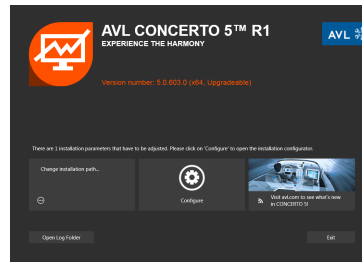 AVL CONCERTO 5™ R1
EXPERIENCE THE HARMONY
AVL
Version number: 5.0.603.0 (x64, Upgradeable)
There are 1 installation parameters that have to be adjusted. Please click on 'Configure' to open the installation configurator.
Change installation path...
Configure
Visit avl.com to see what's new
in CONCERTO 5!
Open Log Folder
Exit